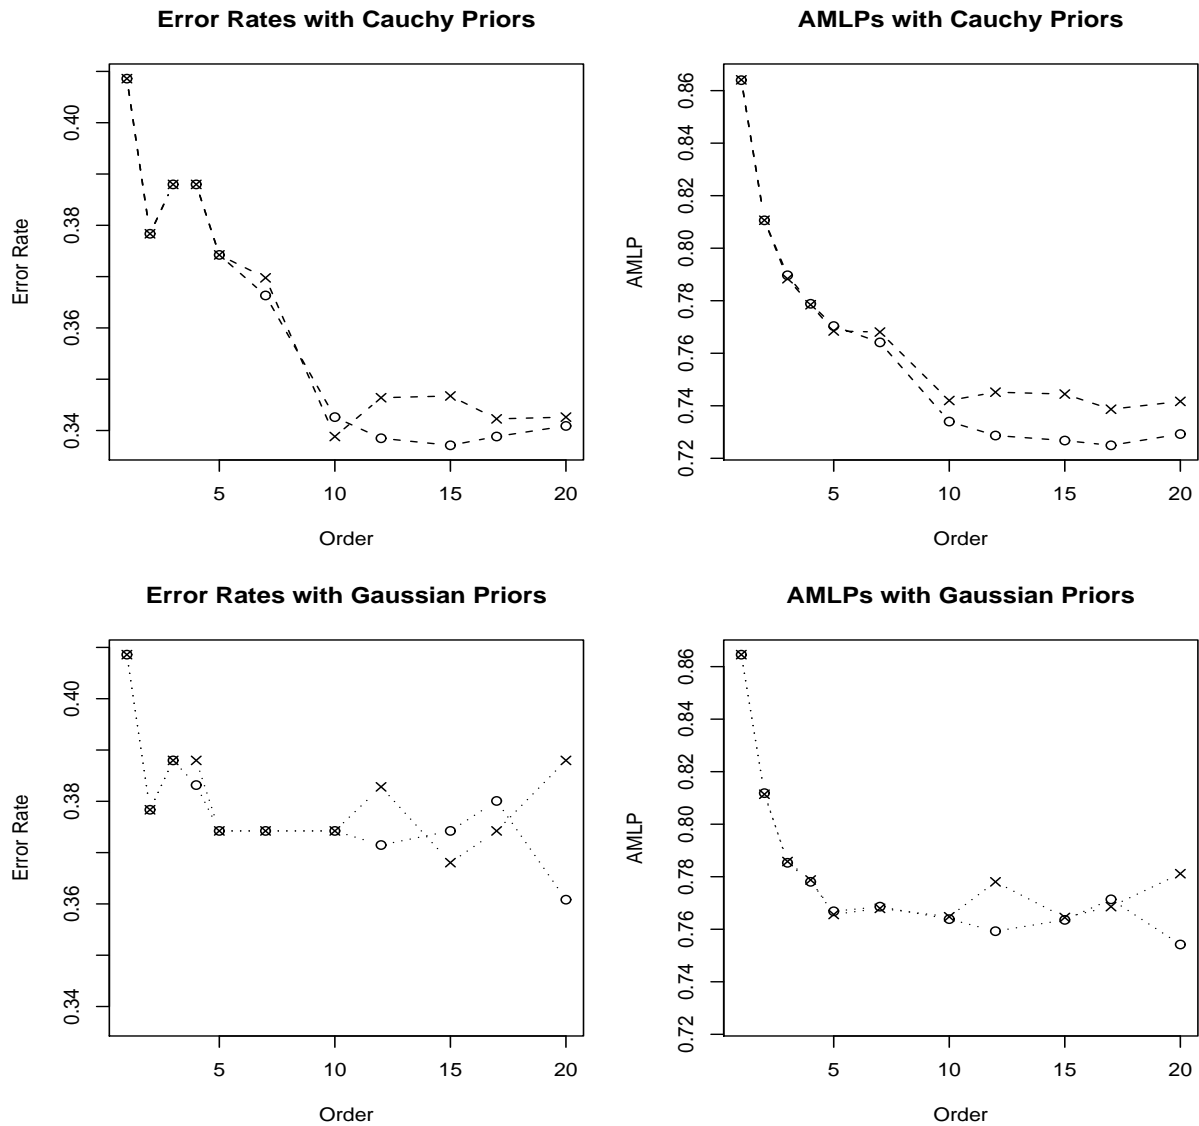 Error Rates with Cauchy Priors
Error Rate
0.40
0.38
0.36
0.34
5 10 15 20
Order
AMLPs with Cauchy Priors
AMLP
0.86
0.84
0.82
0.80
0.78
0.76
0.74
0.72
5 10 15 20
Order
Error Rates with Gaussian Priors
Error Rate
0.40
0.38
0.36
0.34
5 10 15 20
Order
AMLPs with Gaussian Priors
AMLP
0.86
0.84
0.82
0.80
0.78
0.76
0.74
0.72
5 10 15 20
Order